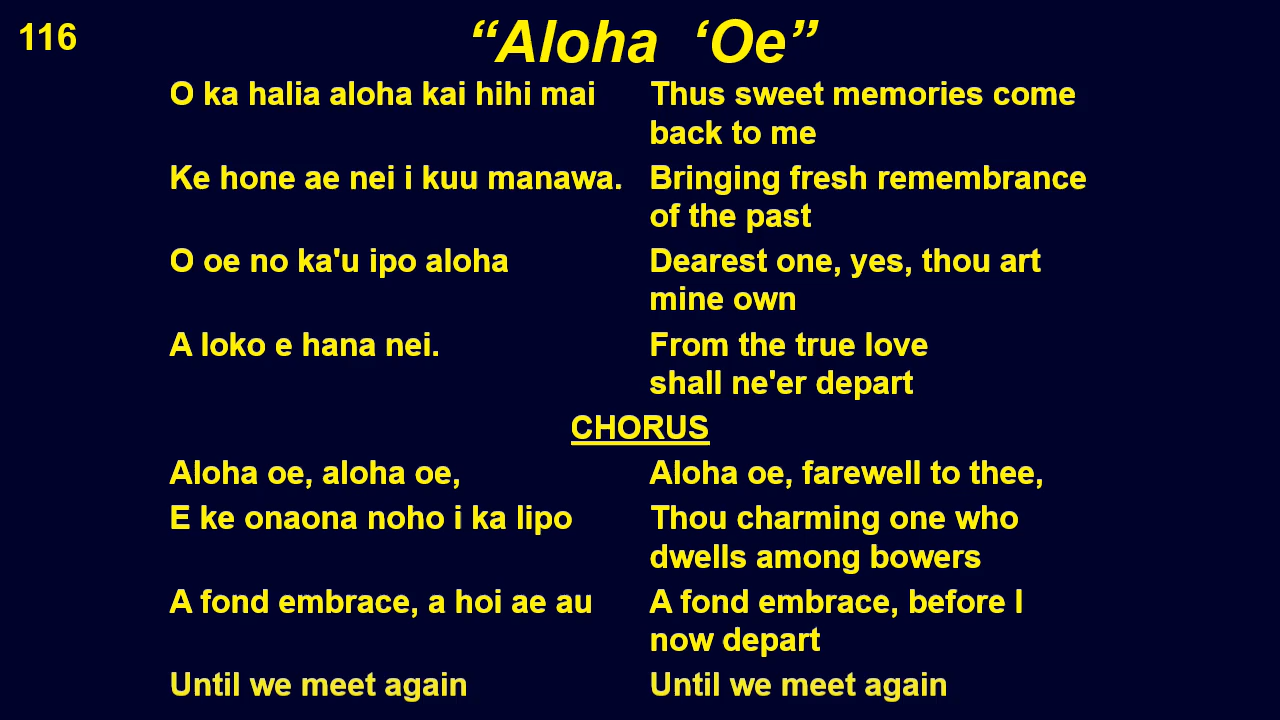 116
“Aloha ‘Oe”
O ka halia aloha kai hihi mai
Thus sweet memories come
back to me
Ke hone ae nei i kuu manawa.
Bringing fresh remembrance
of the past
O oe no ka'u ipo aloha
Dearest one, yes, thou art
mine own
A loko e hana nei.
From the true love
shall ne'er depart
CHORUS
Aloha oe, aloha oe,
Aloha oe, farewell to thee,
E ke onaona noho i ka lipo
Thou charming one who
dwells among bowers
A fond embrace, a hoi ae au
A fond embrace, before I
now depart
Until we meet again
Until we meet again